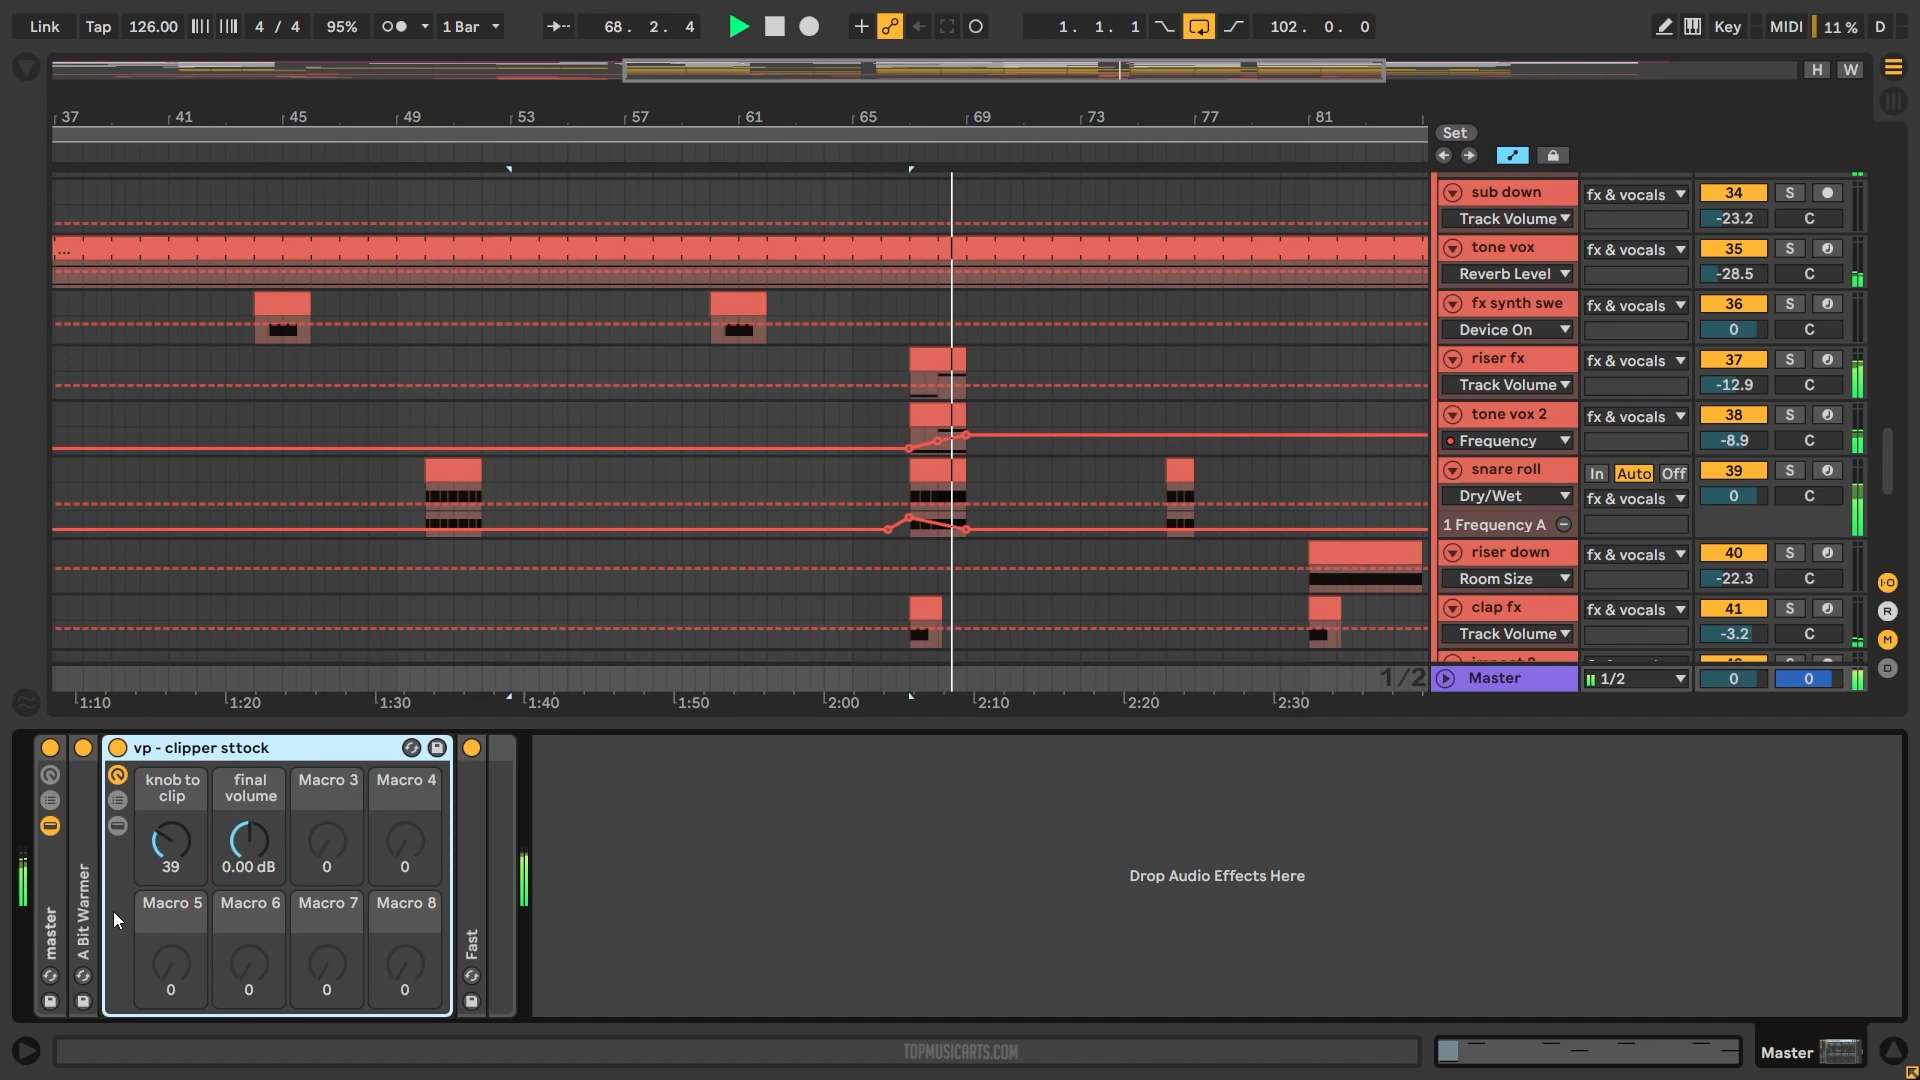 Link Tap 126.00 4 / 4 95% 1 Bar 68. 2. 4 1. 1. 1 102. 0. 0 Key MIDI 11 % D
H W
37 41 45 49 53 57 61 65 69 73 77 81
Set
sub down fx & vocals 34 S
Track Volume -23.2 C
tone vox fx & vocals 35 S
...
Reverb Level -28.5 C
fx synth swe fx & vocals 36 S
Device On 0 C
riser fx fx & vocals 37 S
Track Volume -12.9 C
tone vox 2 fx & vocals 38 S
Frequency -8.9 C
snare roll In Auto Off 39 S
Dry/Wet fx & vocals 0 C
1 Frequency A
riser down fx & vocals 40 S
Room Size -22.3 C
clap fx fx & vocals 41 S
Track Volume -3.2 C
I·O
R
M
D
1/2 Master 1/2 0 0
1:10 1:20 1:30 1:40 1:50 2:00 2:10 2:20 2:30
vp - clipper sttock
knob to clip final volume Macro 3 Macro 4
39 0.00 dB 0 0
Macro 5 Macro 6 Macro 7 Macro 8
0 0 0 0
master
A Bit Warmer
Fast
Drop Audio Effects Here
TOPMUSICARTS.COM
Master